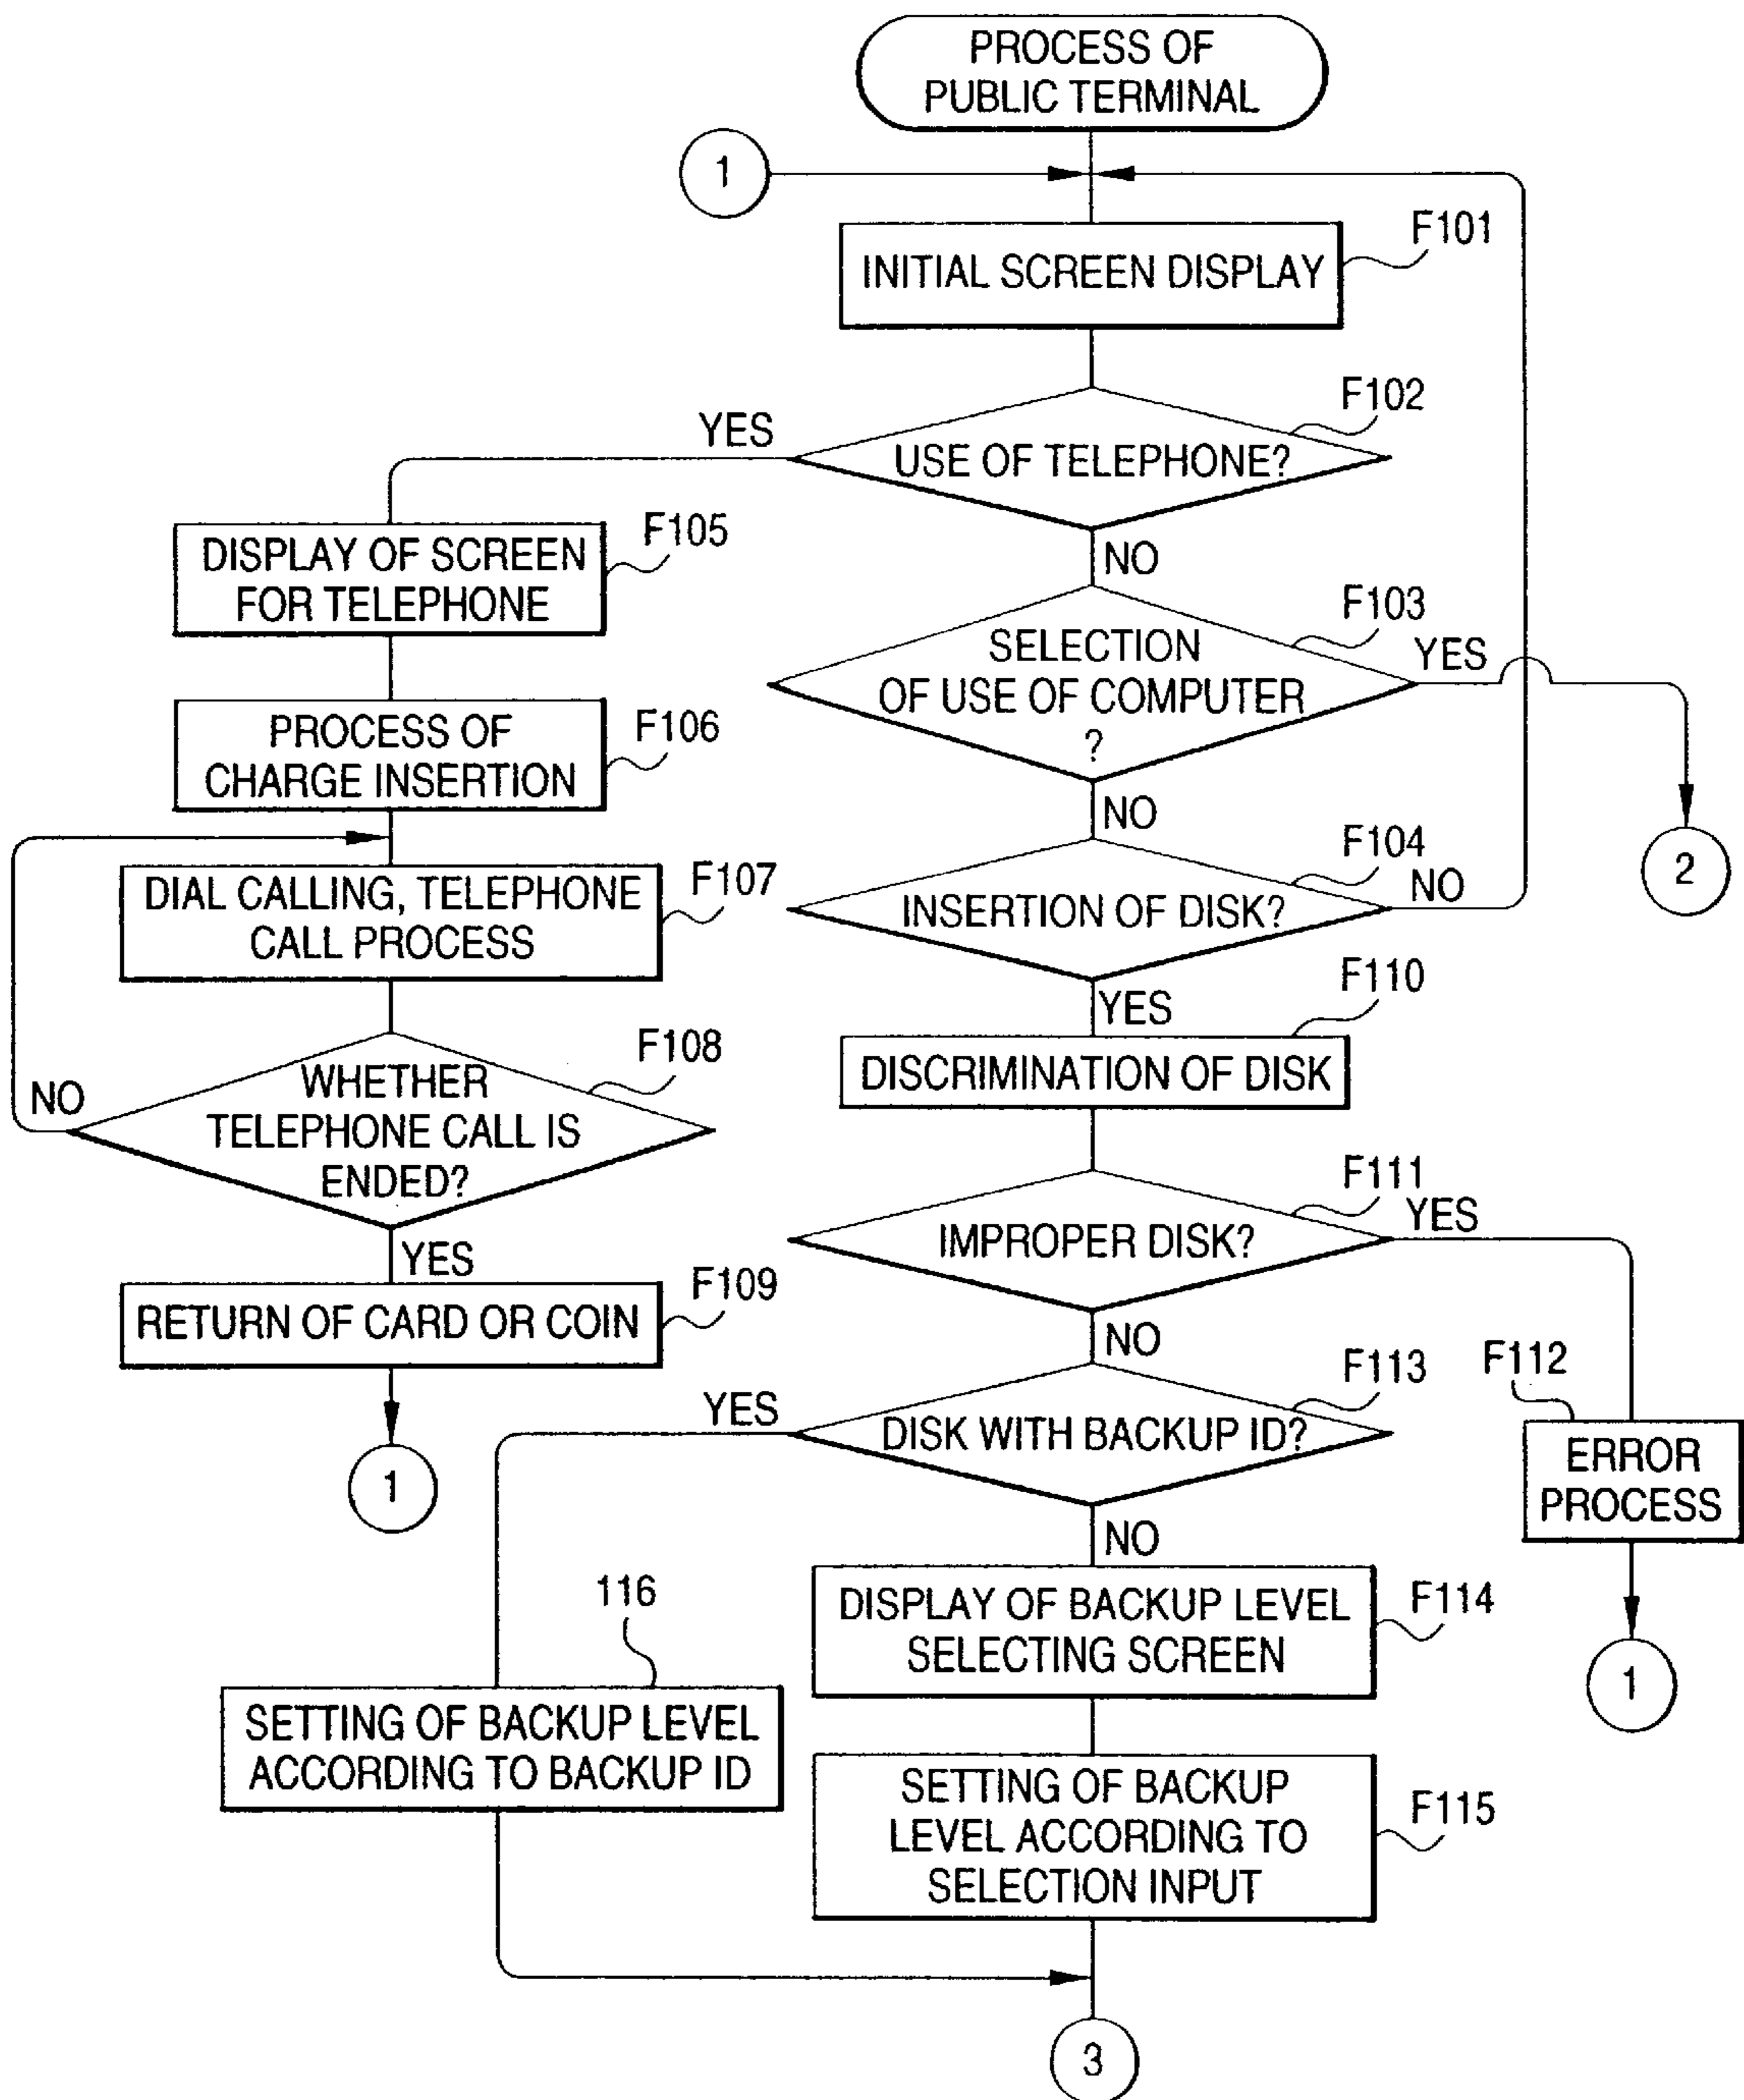 PROCESS OF
PUBLIC TERMINAL
1
F101
INITIAL SCREEN DISPLAY
F102
YES
USE OF TELEPHONE?
NO
F105
DISPLAY OF SCREEN
FOR TELEPHONE
F103
SELECTION
OF USE OF COMPUTER
?
YES
NO
2
F106
PROCESS OF
CHARGE INSERTION
F104
INSERTION OF DISK?
NO
YES
F107
DIAL CALLING, TELEPHONE
CALL PROCESS
F110
DISCRIMINATION OF DISK
F108
WHETHER
TELEPHONE CALL IS
ENDED?
NO
YES
F111
IMPROPER DISK?
YES
NO
F109
RETURN OF CARD OR COIN
1
F112
ERROR
PROCESS
1
F113
YES
DISK WITH BACKUP ID?
NO
F114
DISPLAY OF BACKUP LEVEL
SELECTING SCREEN
116
SETTING OF BACKUP LEVEL
ACCORDING TO BACKUP ID
F115
SETTING OF BACKUP
LEVEL ACCORDING TO
SELECTION INPUT
3